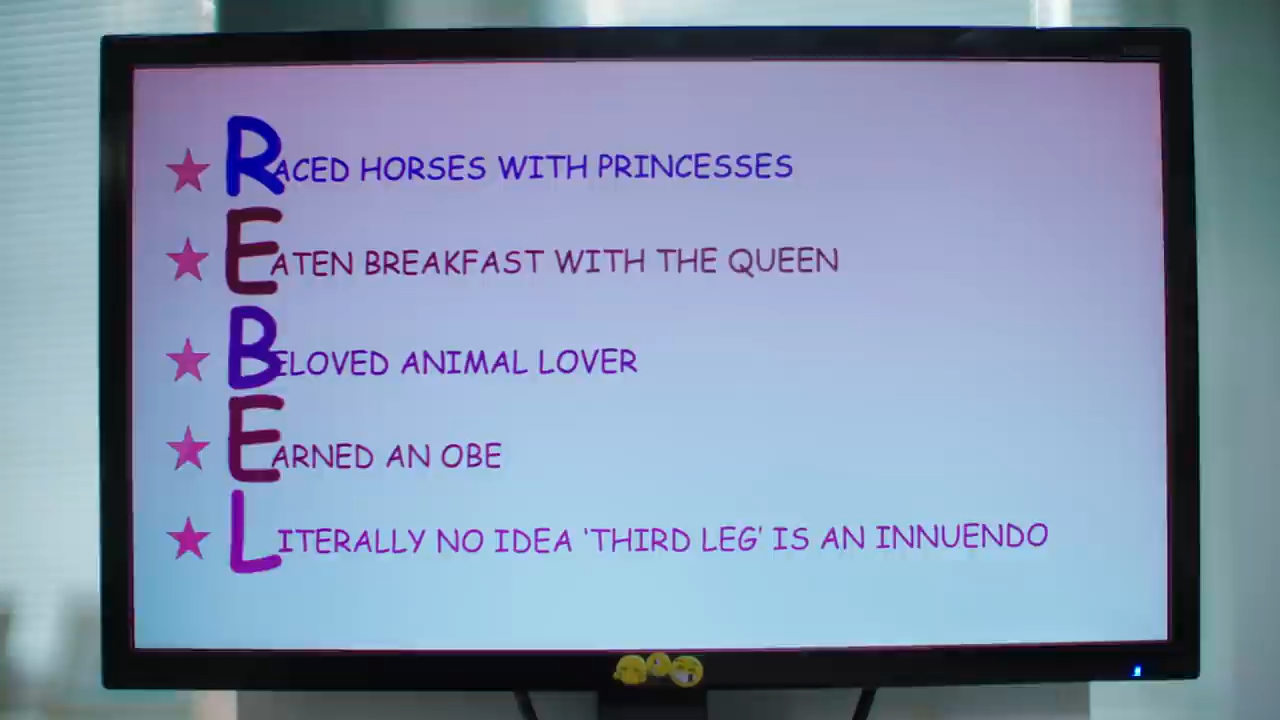 RACED HORSES WITH PRINCESSES
EATEN BREAKFAST WITH THE QUEEN
BELOVED ANIMAL LOVER
EARNED AN OBE
LITERALLY NO IDEA ‘THIRD LEG’ IS AN INNUENDO